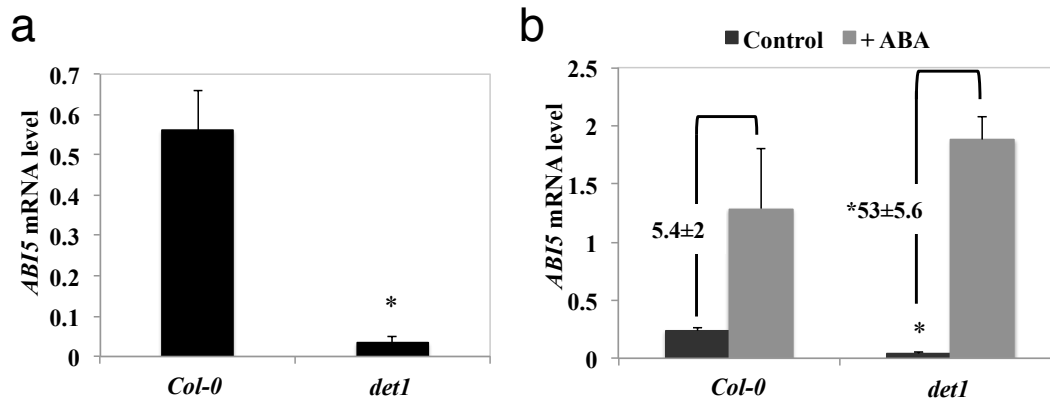 a
ABI5 mRNA level
0.7
0.6
0.5
0.4
0.3
0.2
0.1
0
*
Col-0 det1
b
Control + ABA
ABI5 mRNA level
2.5
2
1.5
1
0.5
0
5.4±2
*53±5.6
*
Col-0 det1